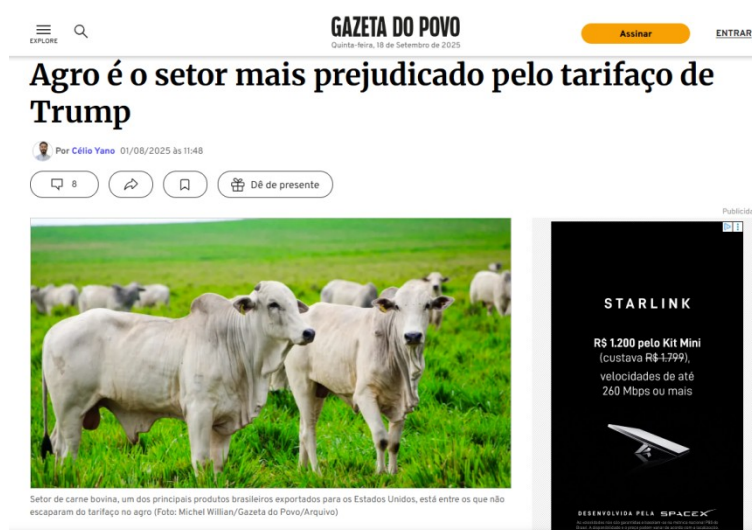 EXPLORE
GAZETA DO POVO
Quinta-feira, 18 de Setembro de 2025
Assinar
ENTRAR
Agro é o setor mais prejudicado pelo tarifaço de
Trump
Por Célio Yano 01/08/2025 às 11:48
8
Dê de presente
Publicid
STARLINK
R$ 1.200 pelo Kit Mini
(custava R$ 1.799),
velocidades de até
260 Mbps ou mais
DESENVOLVIDA PELA SPACEX
Setor de carne bovina, um dos principais produtos brasileiros exportados para os Estados Unidos, está entre os que não
escaparam do tarifaço no agro (Foto: Michel Willian/Gazeta do Povo/Arquivo)